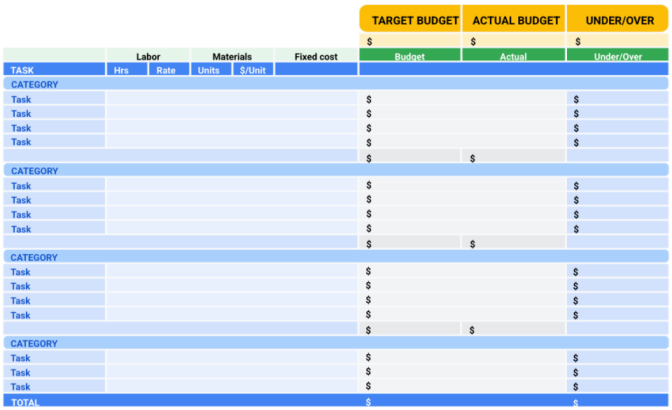 TARGET BUDGET ACTUAL BUDGET UNDER/OVER
$ $ $
Labor Materials Fixed cost Budget Actual Under/Over
TASK Hrs Rate Units $/Unit
CATEGORY
Task $ $
Task $ $
Task $ $
Task $ $
$ $
CATEGORY
Task $ $
Task $ $
Task $ $
Task $ $
$ $
CATEGORY
Task $ $
Task $ $
Task $ $
Task $ $
$ $
CATEGORY
Task $ $
Task $ $
Task $ $
TOTAL $ $